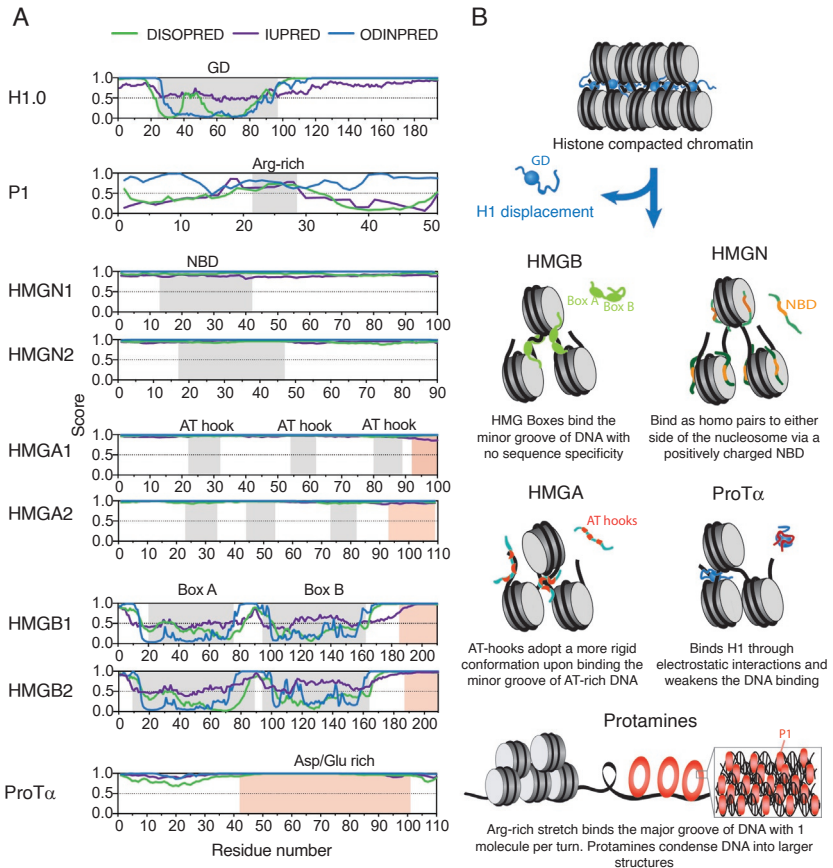 A
DISOPRED IUPRED ODINPRED
GD
H1.0
1.0
0.5
0.0
0 20 40 60 80 100 120 140 160 180
Arg-rich
P1
1.0
0.5
0.0
0 10 20 30 40 50
NBD
HMGN1
1.0
0.5
0.0
0 10 20 30 40 50 60 70 80 90 100
HMGN2
1.0
0.5
0.0
0 10 20 30 40 50 60 70 80 90
Score
AT hook AT hook AT hook
HMGA1
1.0
0.5
0.0
0 10 20 30 40 50 60 70 80 90 100
HMGA2
1.0
0.5
0.0
0 10 20 30 40 50 60 70 80 90 100 110
Box A Box B
HMGB1
1.0
0.5
0.0
0 20 40 60 80 100 120 140 160 180 200
HMGB2
1.0
0.5
0.0
0 20 40 60 80 100 120 140 160 180 200
Asp/Glu rich
ProTα
1.0
0.5
0.0
0 10 20 30 40 50 60 70 80 90 100 110
Residue number
B
Histone compacted chromatin
GD
H1 displacement
HMGB
Box A
Box B
HMG Boxes bind the
minor groove of DNA with
no sequence specificity
HMGN
NBD
Bind as homo pairs to either
side of the nucleosome via a
positively charged NBD
HMGA
AT hooks
AT-hooks adopt a more rigid
conformation upon binding the
minor groove of AT-rich DNA
ProTα
Binds H1 through
electrostatic interactions and
weakens the DNA binding
Protamines
P1
Arg-rich stretch binds the major groove of DNA with 1
molecule per turn. Protamines condense DNA into larger
structures